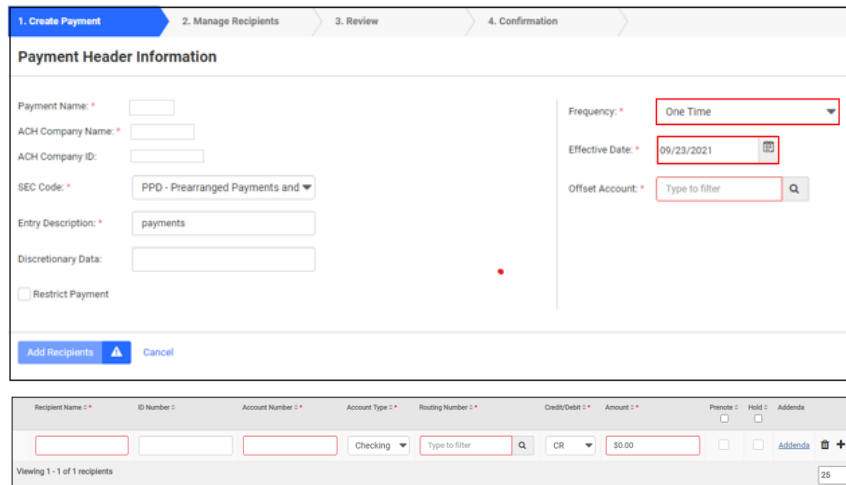 1. Create Payment 2. Manage Recipients 3. Review 4. Confirmation
Payment Header Information
Payment Name: *
ACH Company Name: *
ACH Company ID:
SEC Code: * PPD - Prearranged Payments and
Entry Description: * payments
Discretionary Data:
Restrict Payment
Frequency: * One Time
Effective Date: * 09/23/2021
Offset Account: * Type to filter
Add Recipients Cancel
Recipient Name * ID Number Account Number * Account Type * Routing Number * Credit/Debit * Amount * Prenote Hold Addenda
Checking Type to filter CR $0.00 Addenda
Viewing 1 - 1 of 1 recipients 25